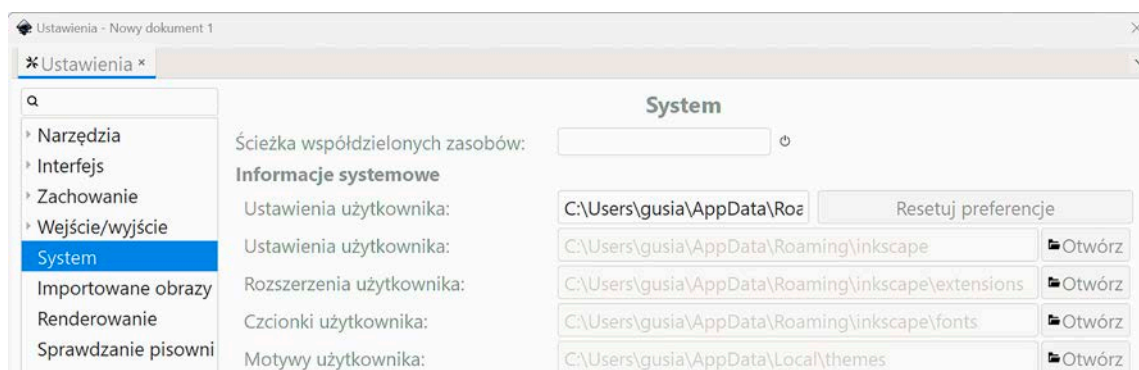 Ustawienia - Nowy dokument 1
Ustawienia
System
Narzędzia
Interfejs
Zachowanie
Wejście/wyjście
System
Importowane obrazy
Renderowanie
Sprawdzanie pisowni
Ścieżka współdzielonych zasobów:
Informacje systemowe
Ustawienia użytkownika: C:\Users\gusia\AppData\Roa Resetuj preferencje
Ustawienia użytkownika: C:\Users\gusia\AppData\Roaming\inkscape Otwórz
Rozszerzenia użytkownika: C:\Users\gusia\AppData\Roaming\inkscape\extensions Otwórz
Czcionki użytkownika: C:\Users\gusia\AppData\Roaming\inkscape\fonts Otwórz
Motywy użytkownika: C:\Users\gusia\AppData\Local\themes Otwórz